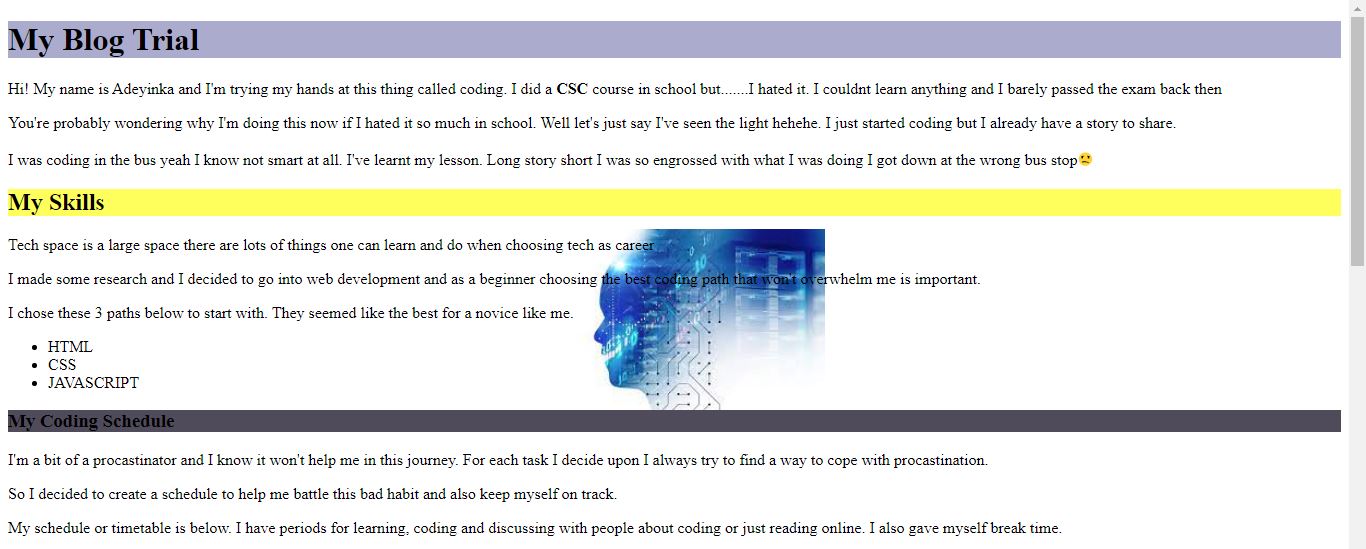 My Blog Trial
Hi! My name is Adeyinka and I'm trying my hands at this thing called coding. I did a CSC course in school but.......I hated it. I couldnt learn anything and I barely passed the exam back then
You're probably wondering why I'm doing this now if I hated it so much in school. Well let's just say I've seen the light hehehe. I just started coding but I already have a story to share.
I was coding in the bus yeah I know not smart at all. I've learnt my lesson. Long story short I was so engrossed with what I was doing I got down at the wrong bus stop😕
My Skills
Tech space is a large space there are lots of things one can learn and do when choosing tech as career
I made some research and I decided to go into web development and as a beginner choosing the best coding path that won't overwhelm me is important.
I chose these 3 paths below to start with. They seemed like the best for a novice like me.
• HTML
• CSS
• JAVASCRIPT
My Coding Schedule
I'm a bit of a procastinator and I know it won't help me in this journey. For each task I decide upon I always try to find a way to cope with procastination.
So I decided to create a schedule to help me battle this bad habit and also keep myself on track.
My schedule or timetable is below. I have periods for learning, coding and discussing with people about coding or just reading online. I also gave myself break time.